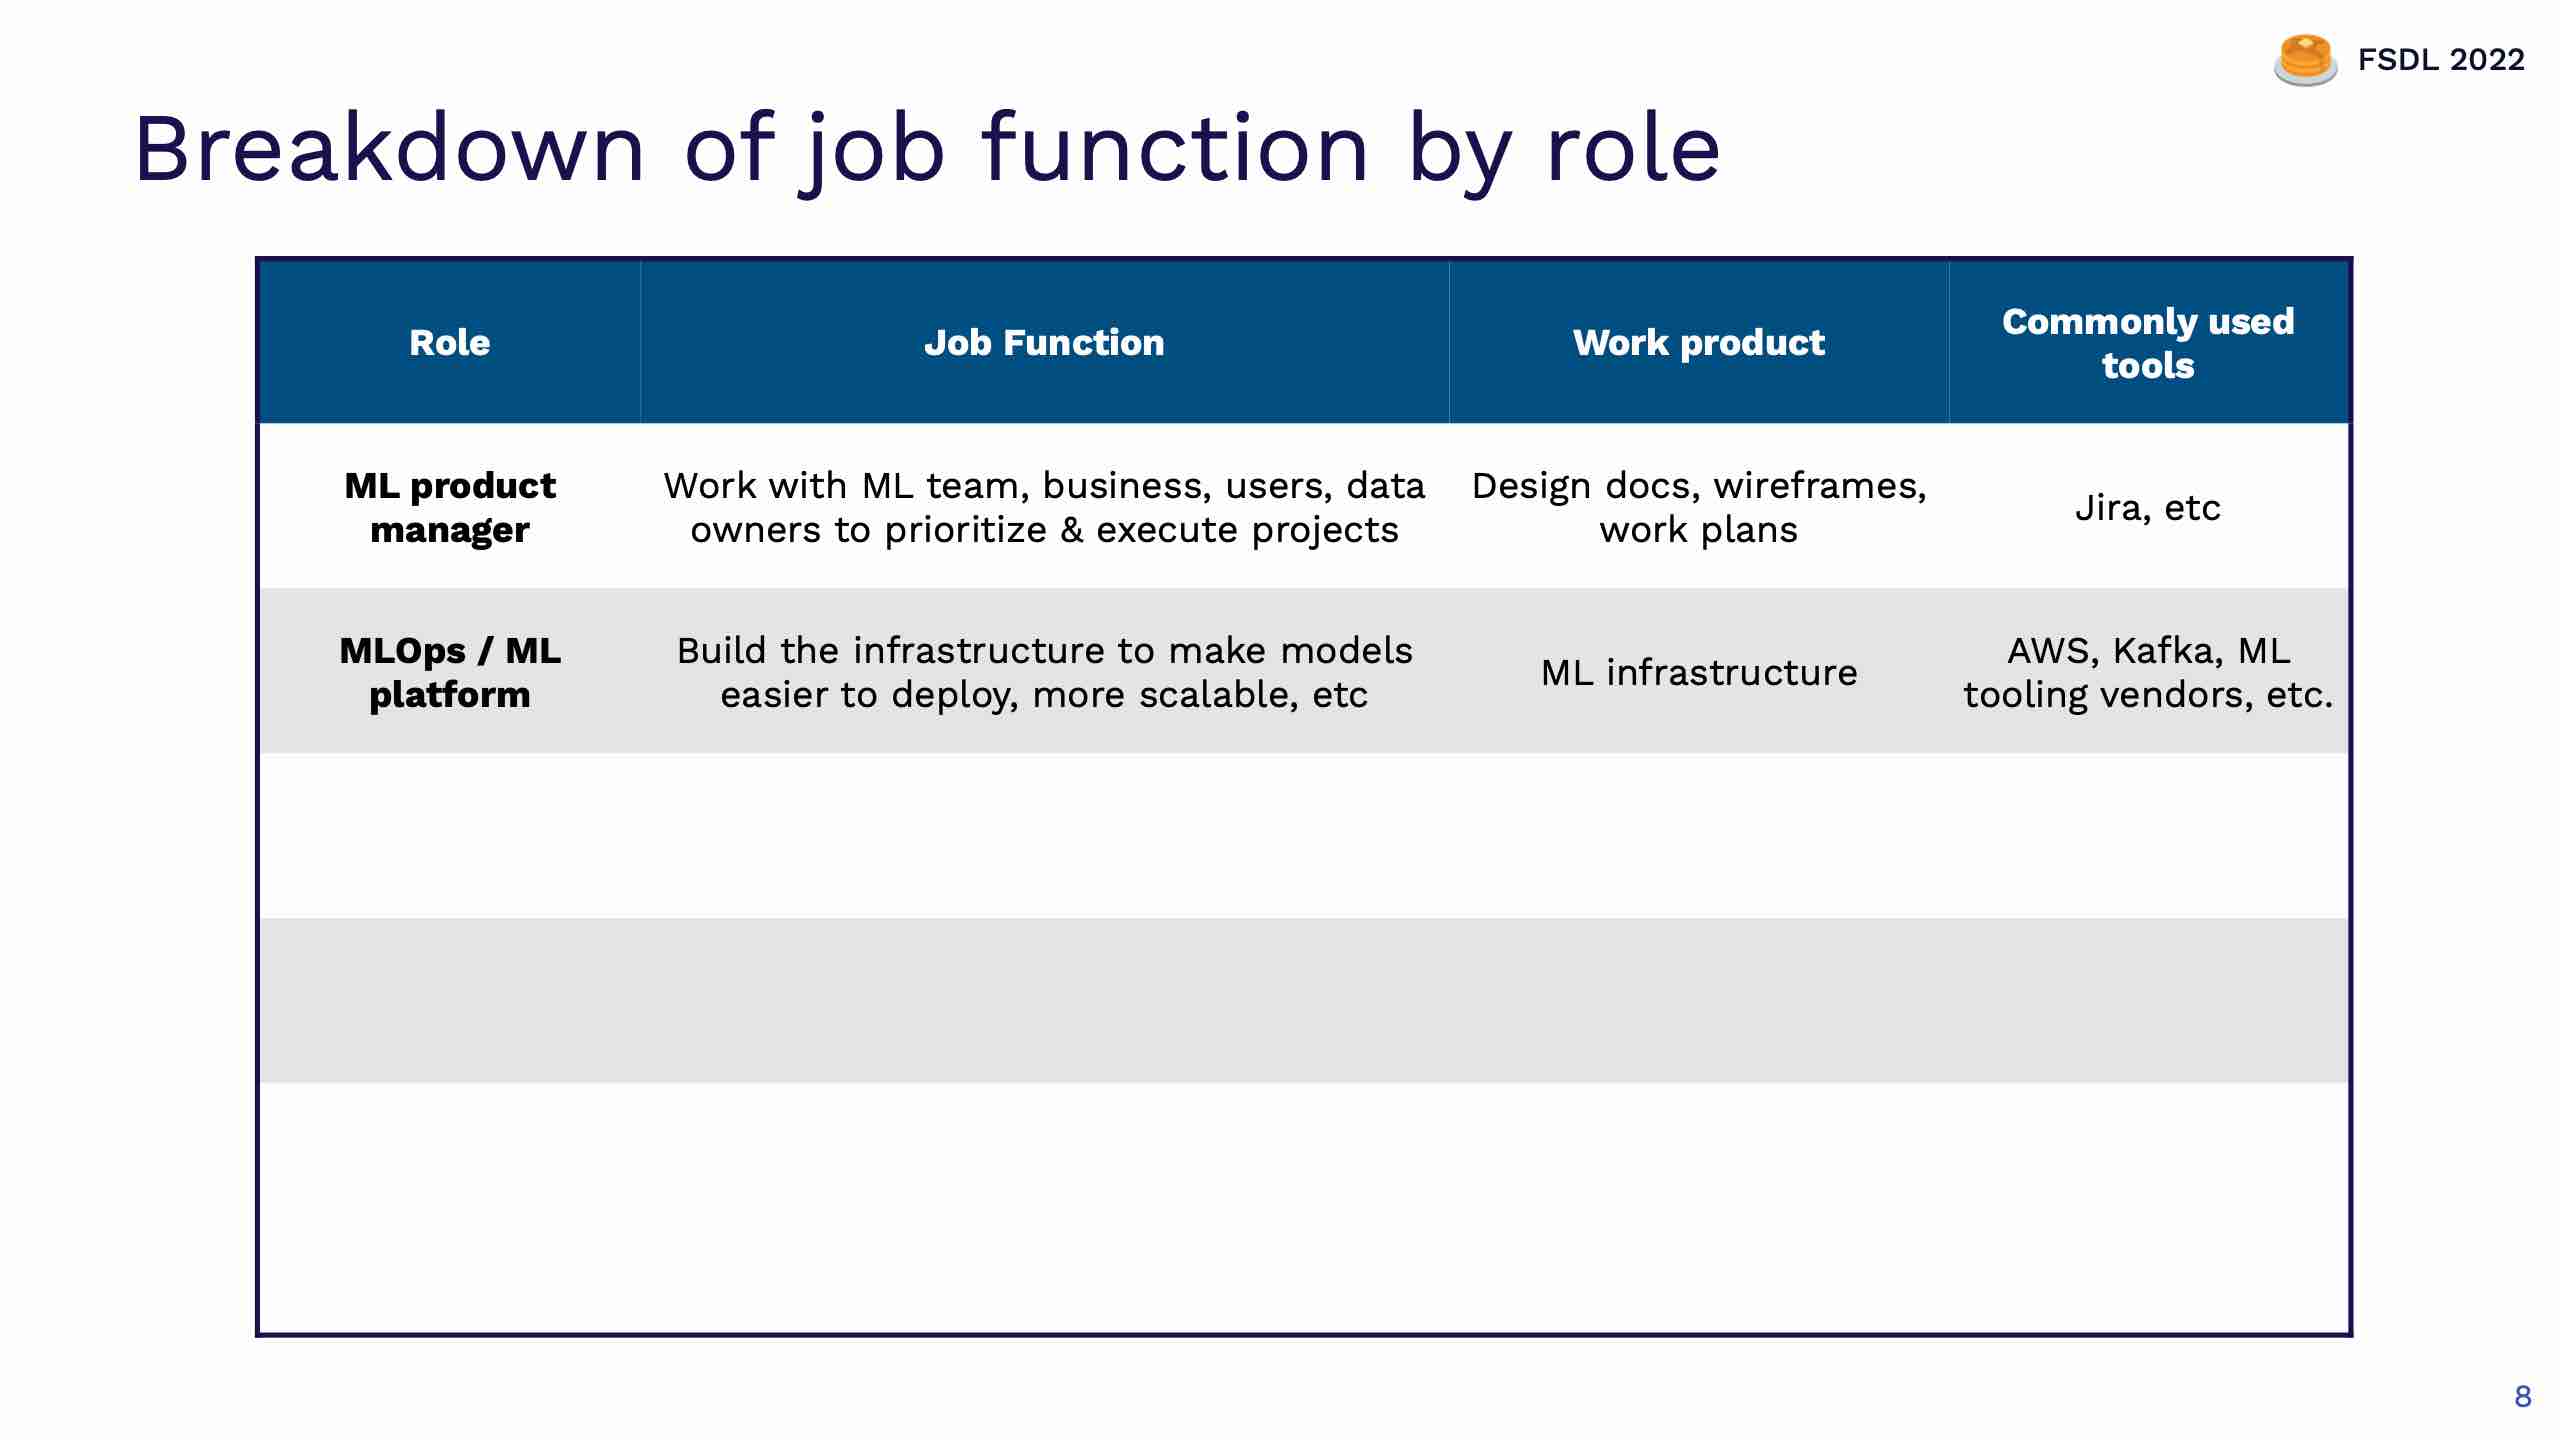 FSDL 2022
Breakdown of job function by role
Role
Job Function
Work product
Commonly used
tools
ML product
manager
Work with ML team, business, users, data
owners to prioritize & execute projects
Design docs, wireframes,
work plans
Jira, etc
MLOps / ML
platform
Build the infrastructure to make models
easier to deploy, more scalable, etc
ML infrastructure
AWS, Kafka, ML
tooling vendors, etc.
8